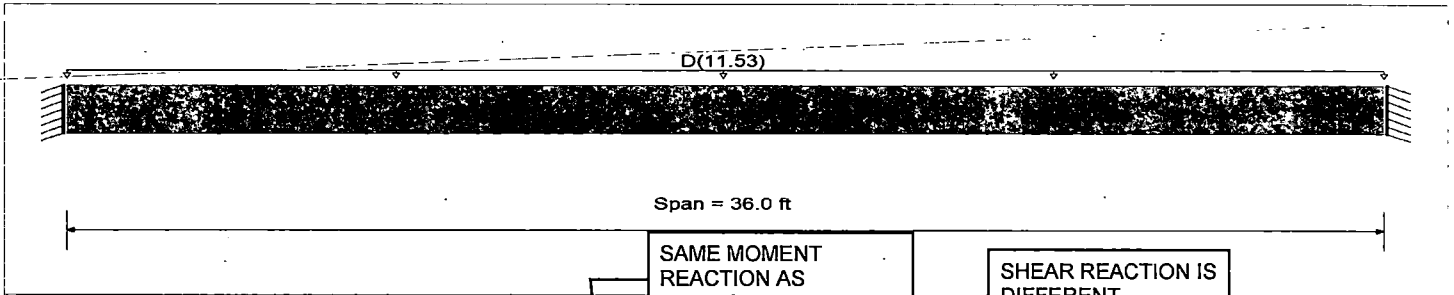 D(11.53)
Span = 36.0 ft
SAME MOMENT
REACTION AS
SHEAR REACTION IS
DIFFERENT